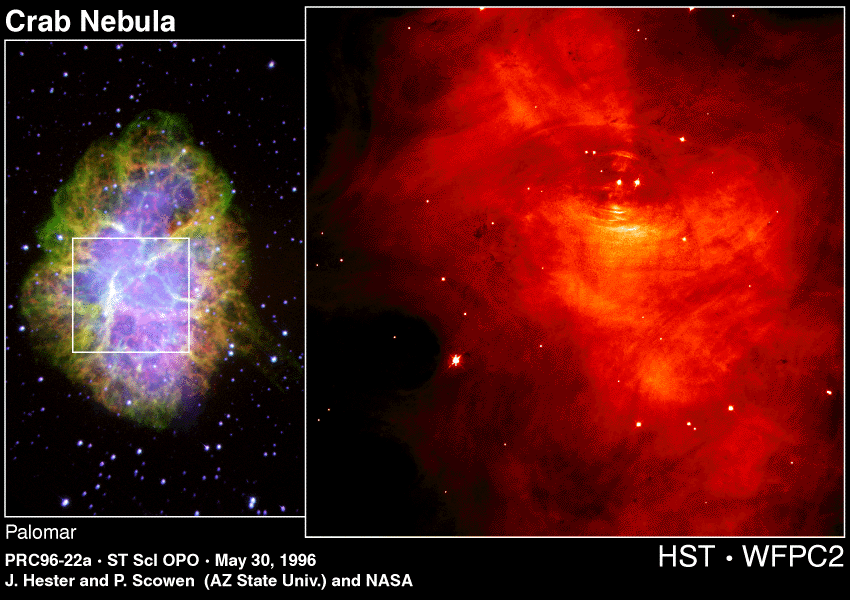 Crab Nebula
Palomar
PRC96-22a • ST ScI OPO • May 30, 1996
J. Hester and P. Scowen (AZ State Univ.) and NASA
HST • WFPC2